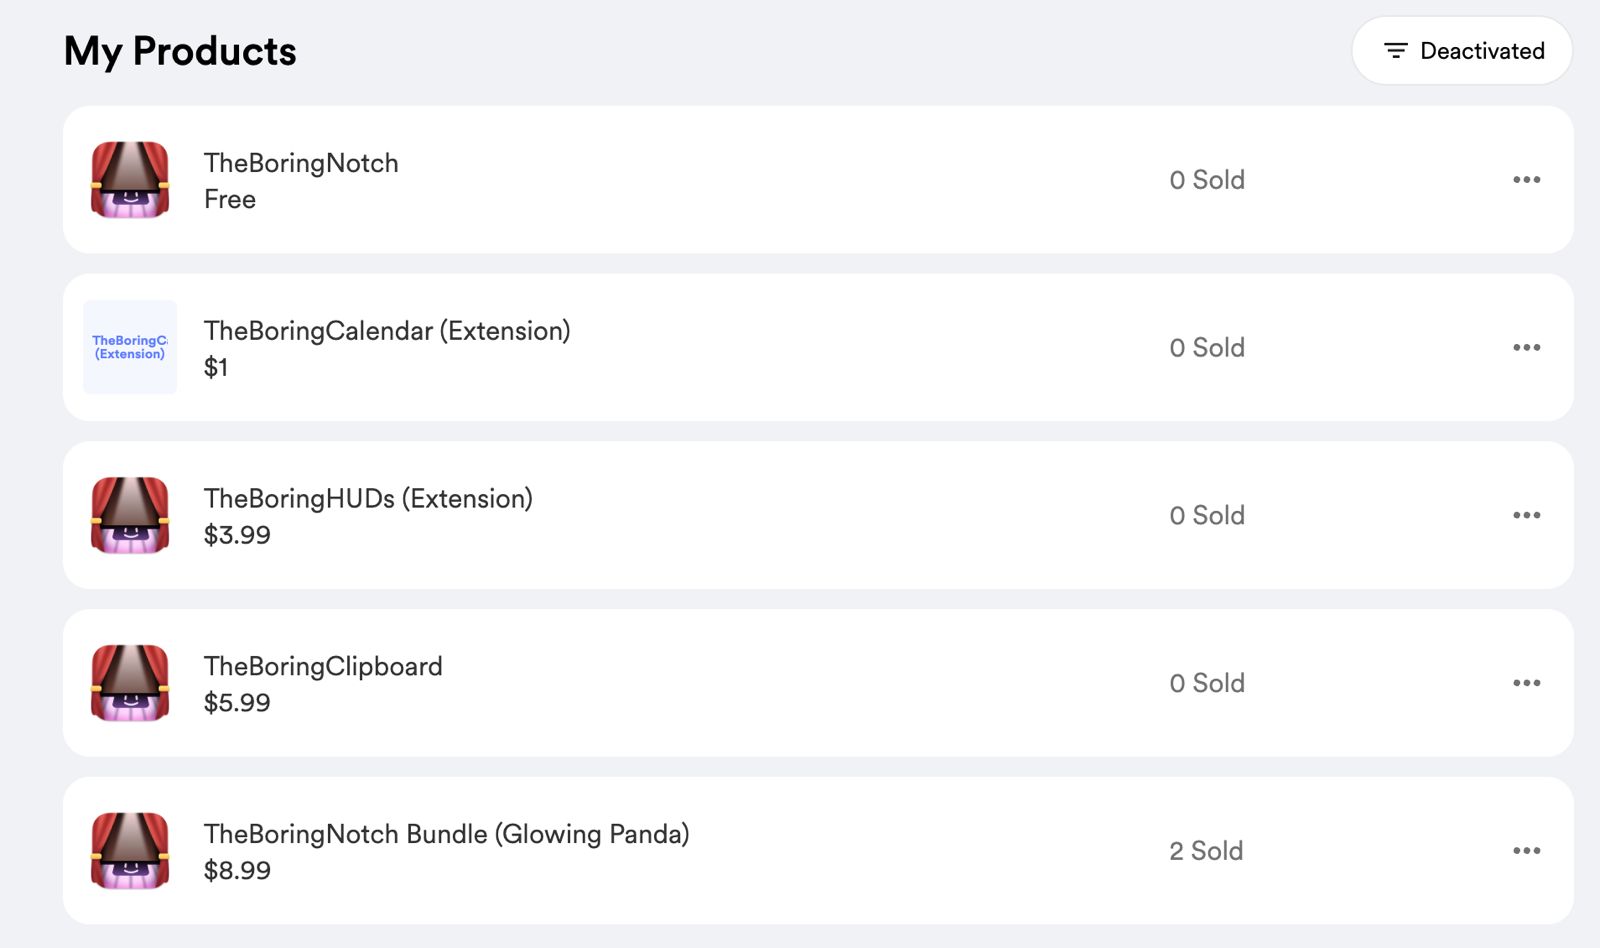 My Products
Deactivated
TheBoringNotch
Free
0 Sold
TheBoringC
(Extension)
TheBoringCalendar (Extension)
$1
0 Sold
TheBoringHUDs (Extension)
$3.99
0 Sold
TheBoringClipboard
$5.99
0 Sold
TheBoringNotch Bundle (Glowing Panda)
$8.99
2 Sold